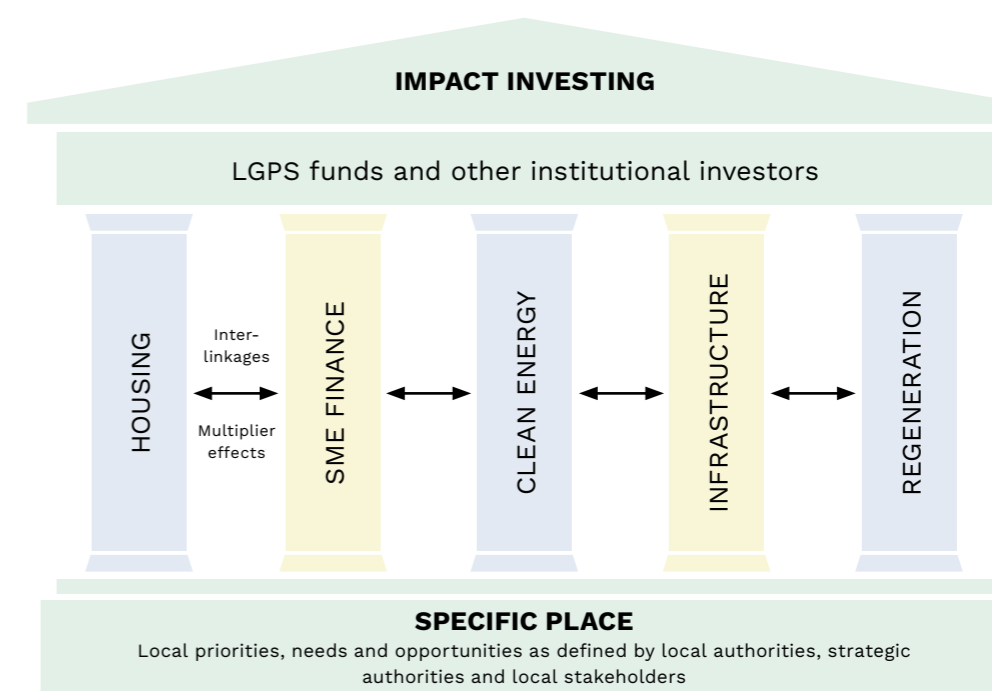 IMPACT INVESTING
LGPS funds and other institutional investors
HOUSING
Inter-
linkages
Multiplier
effects
SME FINANCE
CLEAN ENERGY
INFRASTRUCTURE
REGENERATION
SPECIFIC PLACE
Local priorities, needs and opportunities as defined by local authorities, strategic
authorities and local stakeholders